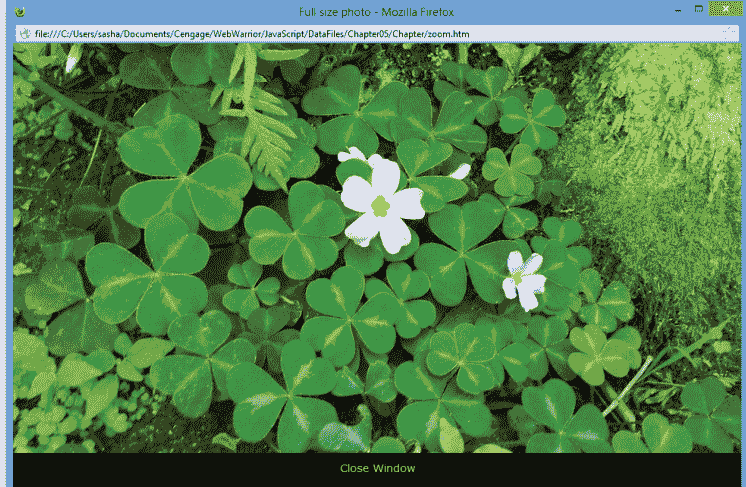 Full size photo - Mozilla Firefox
file:///C:/Users/sasha/Documents/Cengage/WebWarrior/JavaScript/DataFiles/Chapter05/Chapter/zoom.htm
Close Window